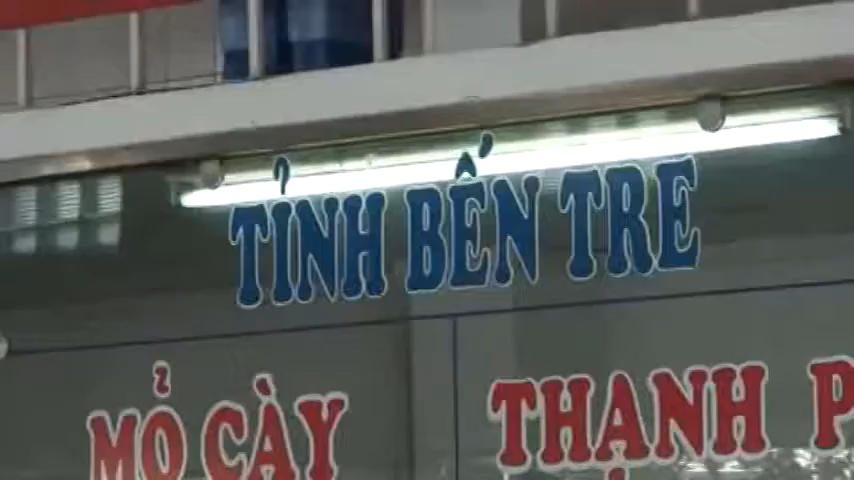 TỈNH BẾN TRE
MỎ CÀY THẠNH P